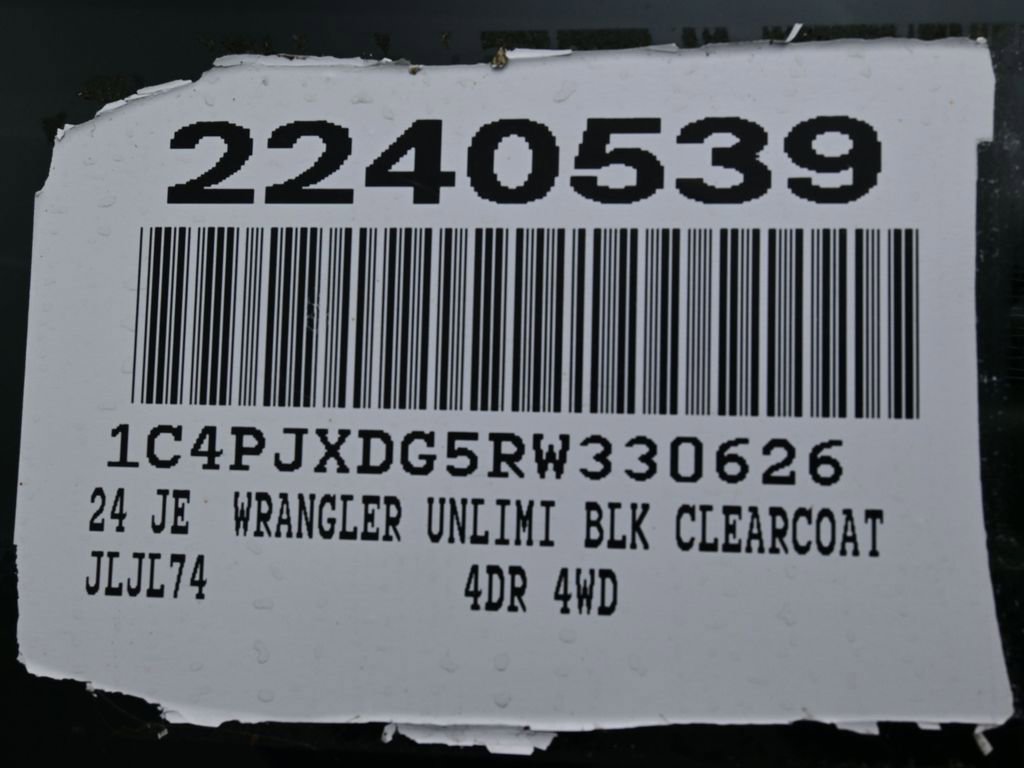 2240539
1C4PJXDG5RW330626
24 JE WRANGLER UNLIMI BLK CLEARCOAT
JLJL74 4DR 4WD